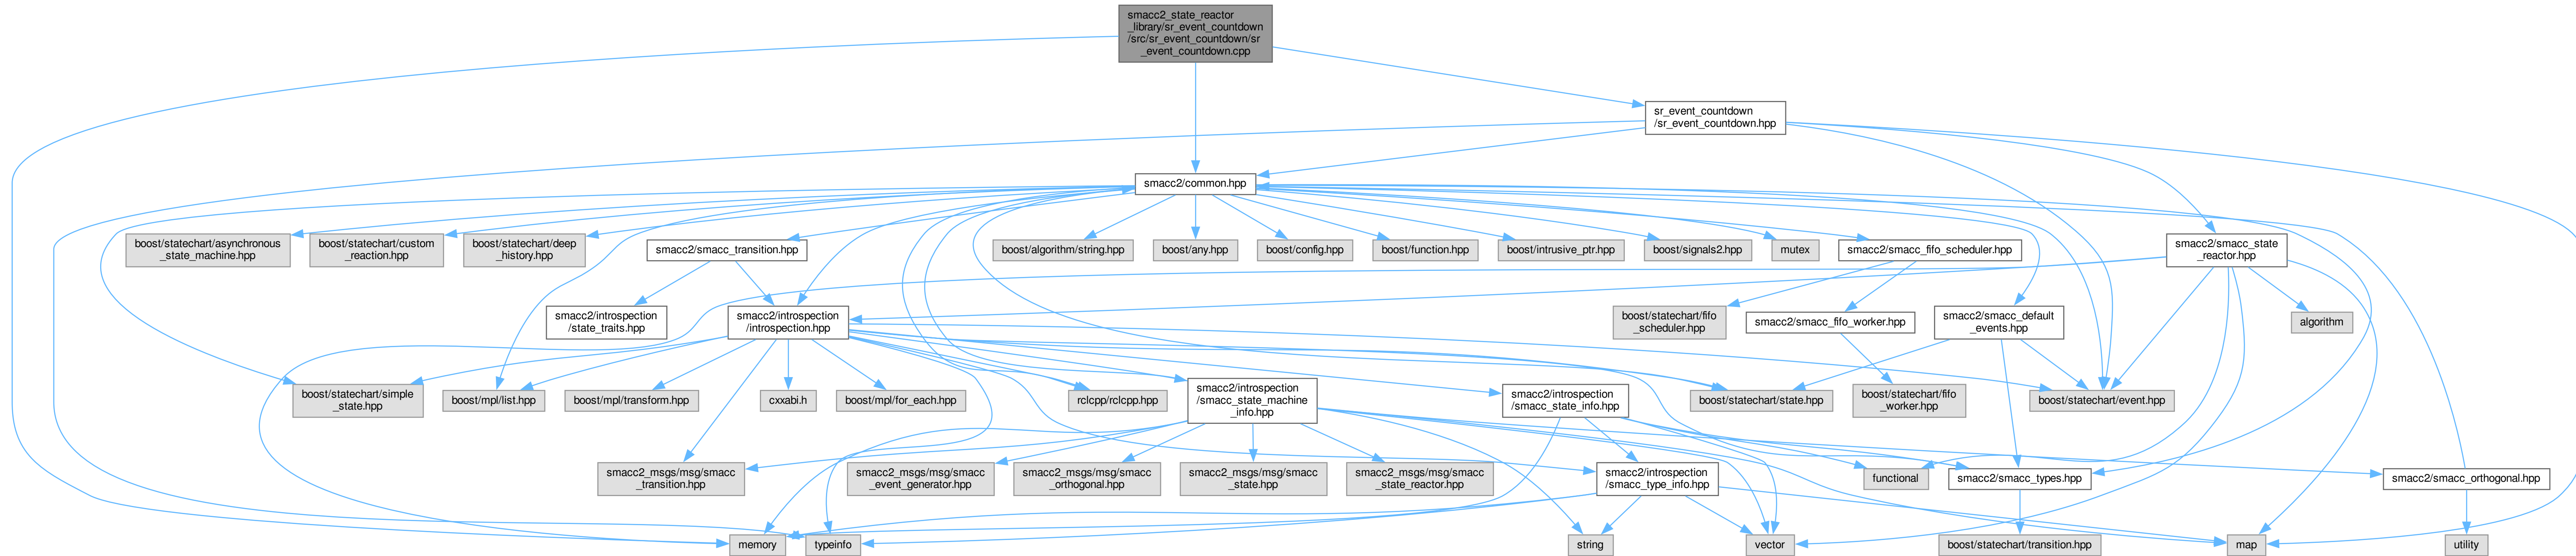 smacc2_state_reactor
_library/sr_event_countdown
/src/sr_event_countdown/sr
_event_countdown.cpp
sr_event_countdown
/sr_event_countdown.hpp
smacc2/common.hpp
boost/statechart/asynchronous
_state_machine.hpp
boost/statechart/custom
_reaction.hpp
boost/statechart/deep
_history.hpp
smacc2/smacc_transition.hpp
boost/algorithm/string.hpp
boost/any.hpp
boost/config.hpp
boost/function.hpp
boost/intrusive_ptr.hpp
boost/signals2.hpp
mutex
smacc2/smacc_fifo_scheduler.hpp
smacc2/smacc_state
_reactor.hpp
smacc2/introspection
/state_traits.hpp
smacc2/introspection
/introspection.hpp
boost/statechart/fifo
_scheduler.hpp
smacc2/smacc_fifo_worker.hpp
smacc2/smacc_default
_events.hpp
algorithm
boost/statechart/simple
_state.hpp
boost/mpl/list.hpp
boost/mpl/transform.hpp
cxxabi.h
boost/mpl/for_each.hpp
rclcpp/rclcpp.hpp
smacc2/introspection
/smacc_state_machine
_info.hpp
smacc2/introspection
/smacc_state_info.hpp
boost/statechart/state.hpp
boost/statechart/fifo
_worker.hpp
boost/statechart/event.hpp
smacc2_msgs/msg/smacc
_transition.hpp
smacc2_msgs/msg/smacc
_event_generator.hpp
smacc2_msgs/msg/smacc
_orthogonal.hpp
smacc2_msgs/msg/smacc
_state.hpp
smacc2_msgs/msg/smacc
_state_reactor.hpp
smacc2/introspection
/smacc_type_info.hpp
functional
smacc2/smacc_types.hpp
smacc2/smacc_orthogonal.hpp
memory
typeinfo
string
vector
boost/statechart/transition.hpp
map
utility